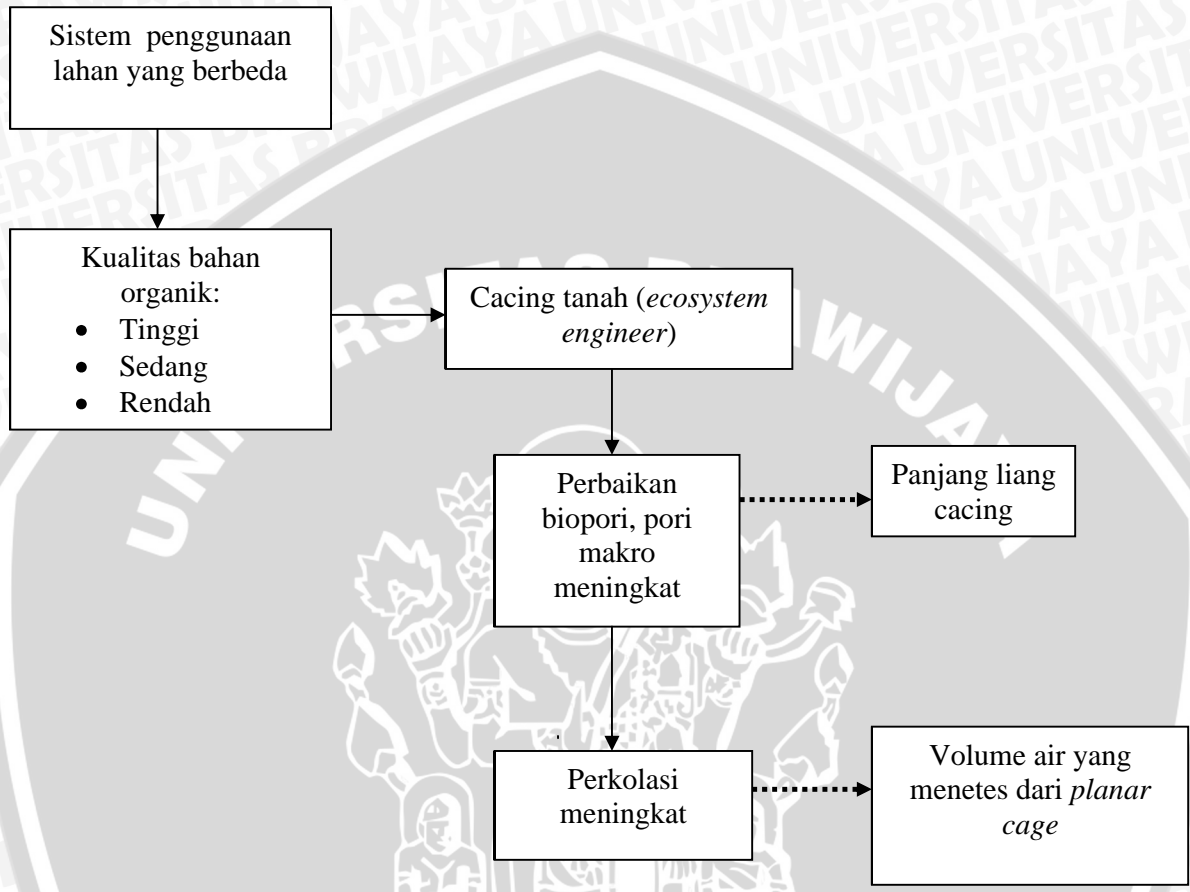 Sistem penggunaan
lahan yang berbeda
Kualitas bahan
organik:
• Tinggi
• Sedang
• Rendah
Cacing tanah (ecosystem
engineer)
Perbaikan
biopori, pori
makro
meningkat
Panjang liang
cacing
Perkolasi
meningkat
Volume air yang
menetes dari planar
cage